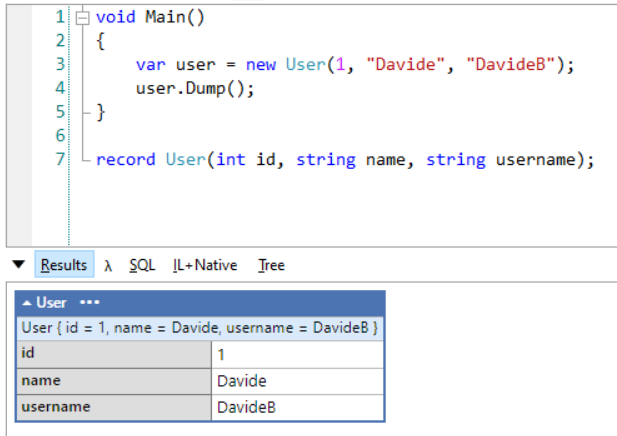 1 void Main()
2 {
3 var user = new User(1, "Davide", "DavideB");
4 user.Dump();
5 }
6
7 record User(int id, string name, string username);
Results λ SQL IL+Native Tree
User •••
User { id = 1, name = Davide, username = DavideB }
id 1
name Davide
username DavideB